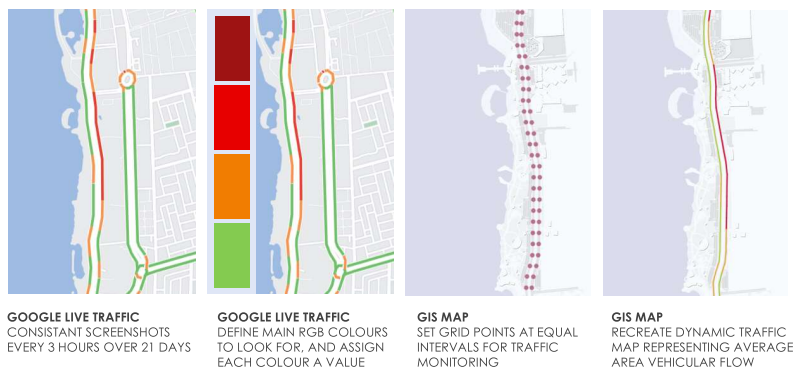 GOOGLE LIVE TRAFFIC
CONSISTANT SCREENSHOTS
EVERY 3 HOURS OVER 21 DAYS
GOOGLE LIVE TRAFFIC
DEFINE MAIN RGB COLOURS
TO LOOK FOR, AND ASSIGN
EACH COLOUR A VALUE
GIS MAP
SET GRID POINTS AT EQUAL
INTERVALS FOR TRAFFIC
MONITORING
GIS MAP
RECREATE DYNAMIC TRAFFIC
MAP REPRESENTING AVERAGE
AREA VEHICULAR FLOW